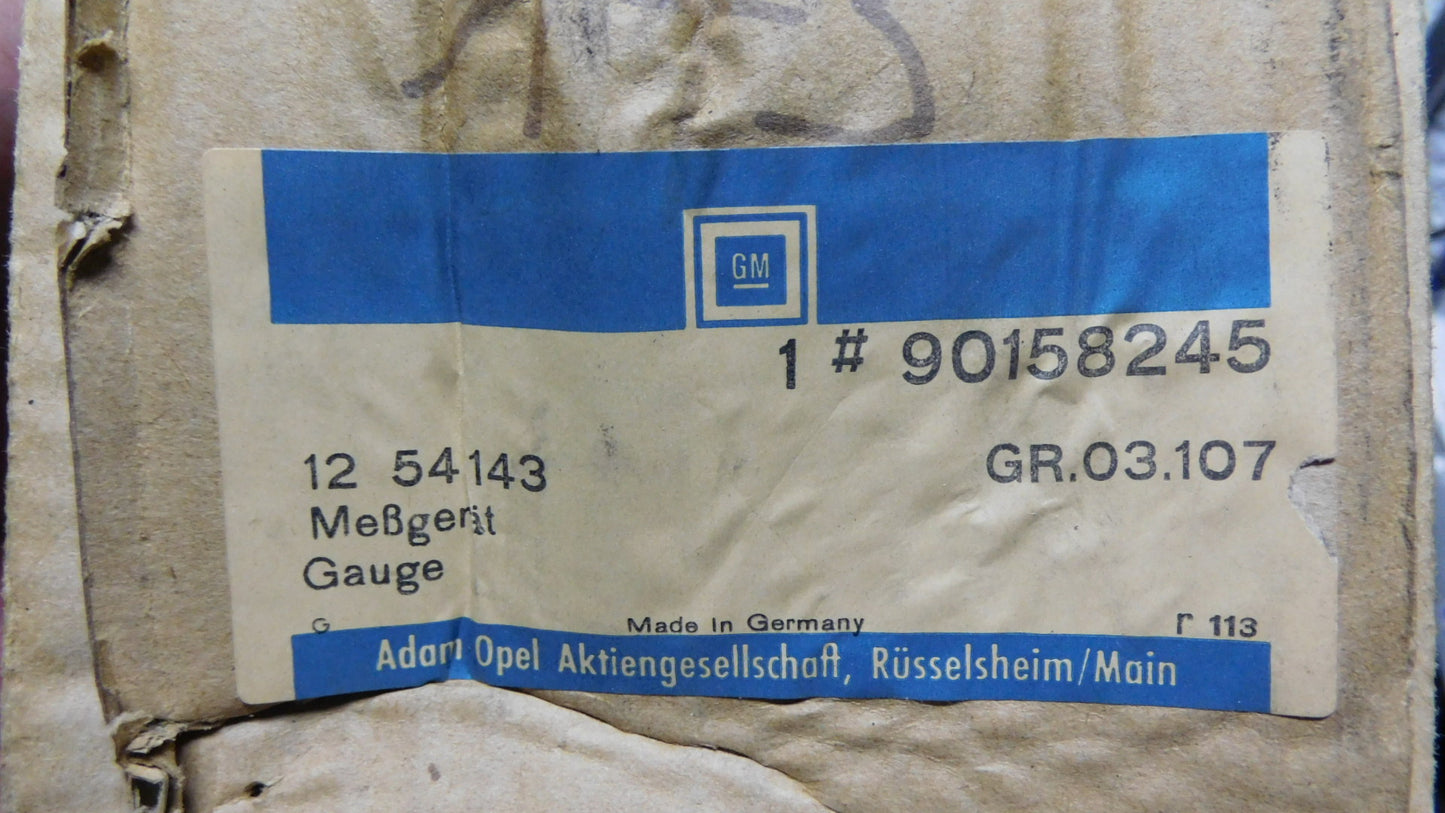 GM
1 # 90158245
12 54143 GR.03.107
Meßgerät
Gauge
G Made in Germany r 113
Adam Opel Aktiengesellschaft, Rüsselsheim/Main